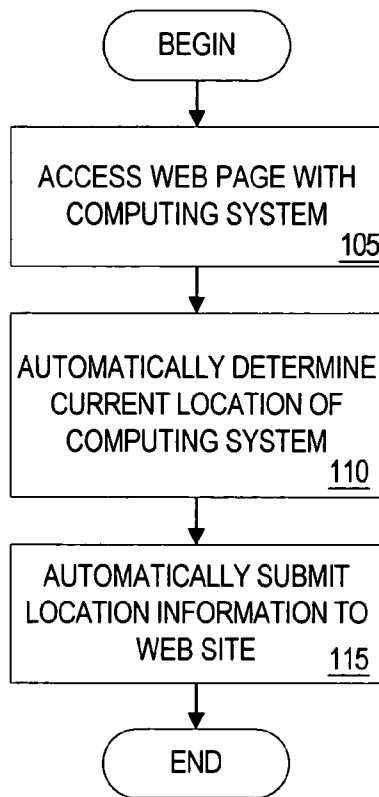 BEGIN
ACCESS WEB PAGE WITH
COMPUTING SYSTEM
105
AUTOMATICALLY DETERMINE
CURRENT LOCATION OF
COMPUTING SYSTEM
110
AUTOMATICALLY SUBMIT
LOCATION INFORMATION TO
WEB SITE
115
END